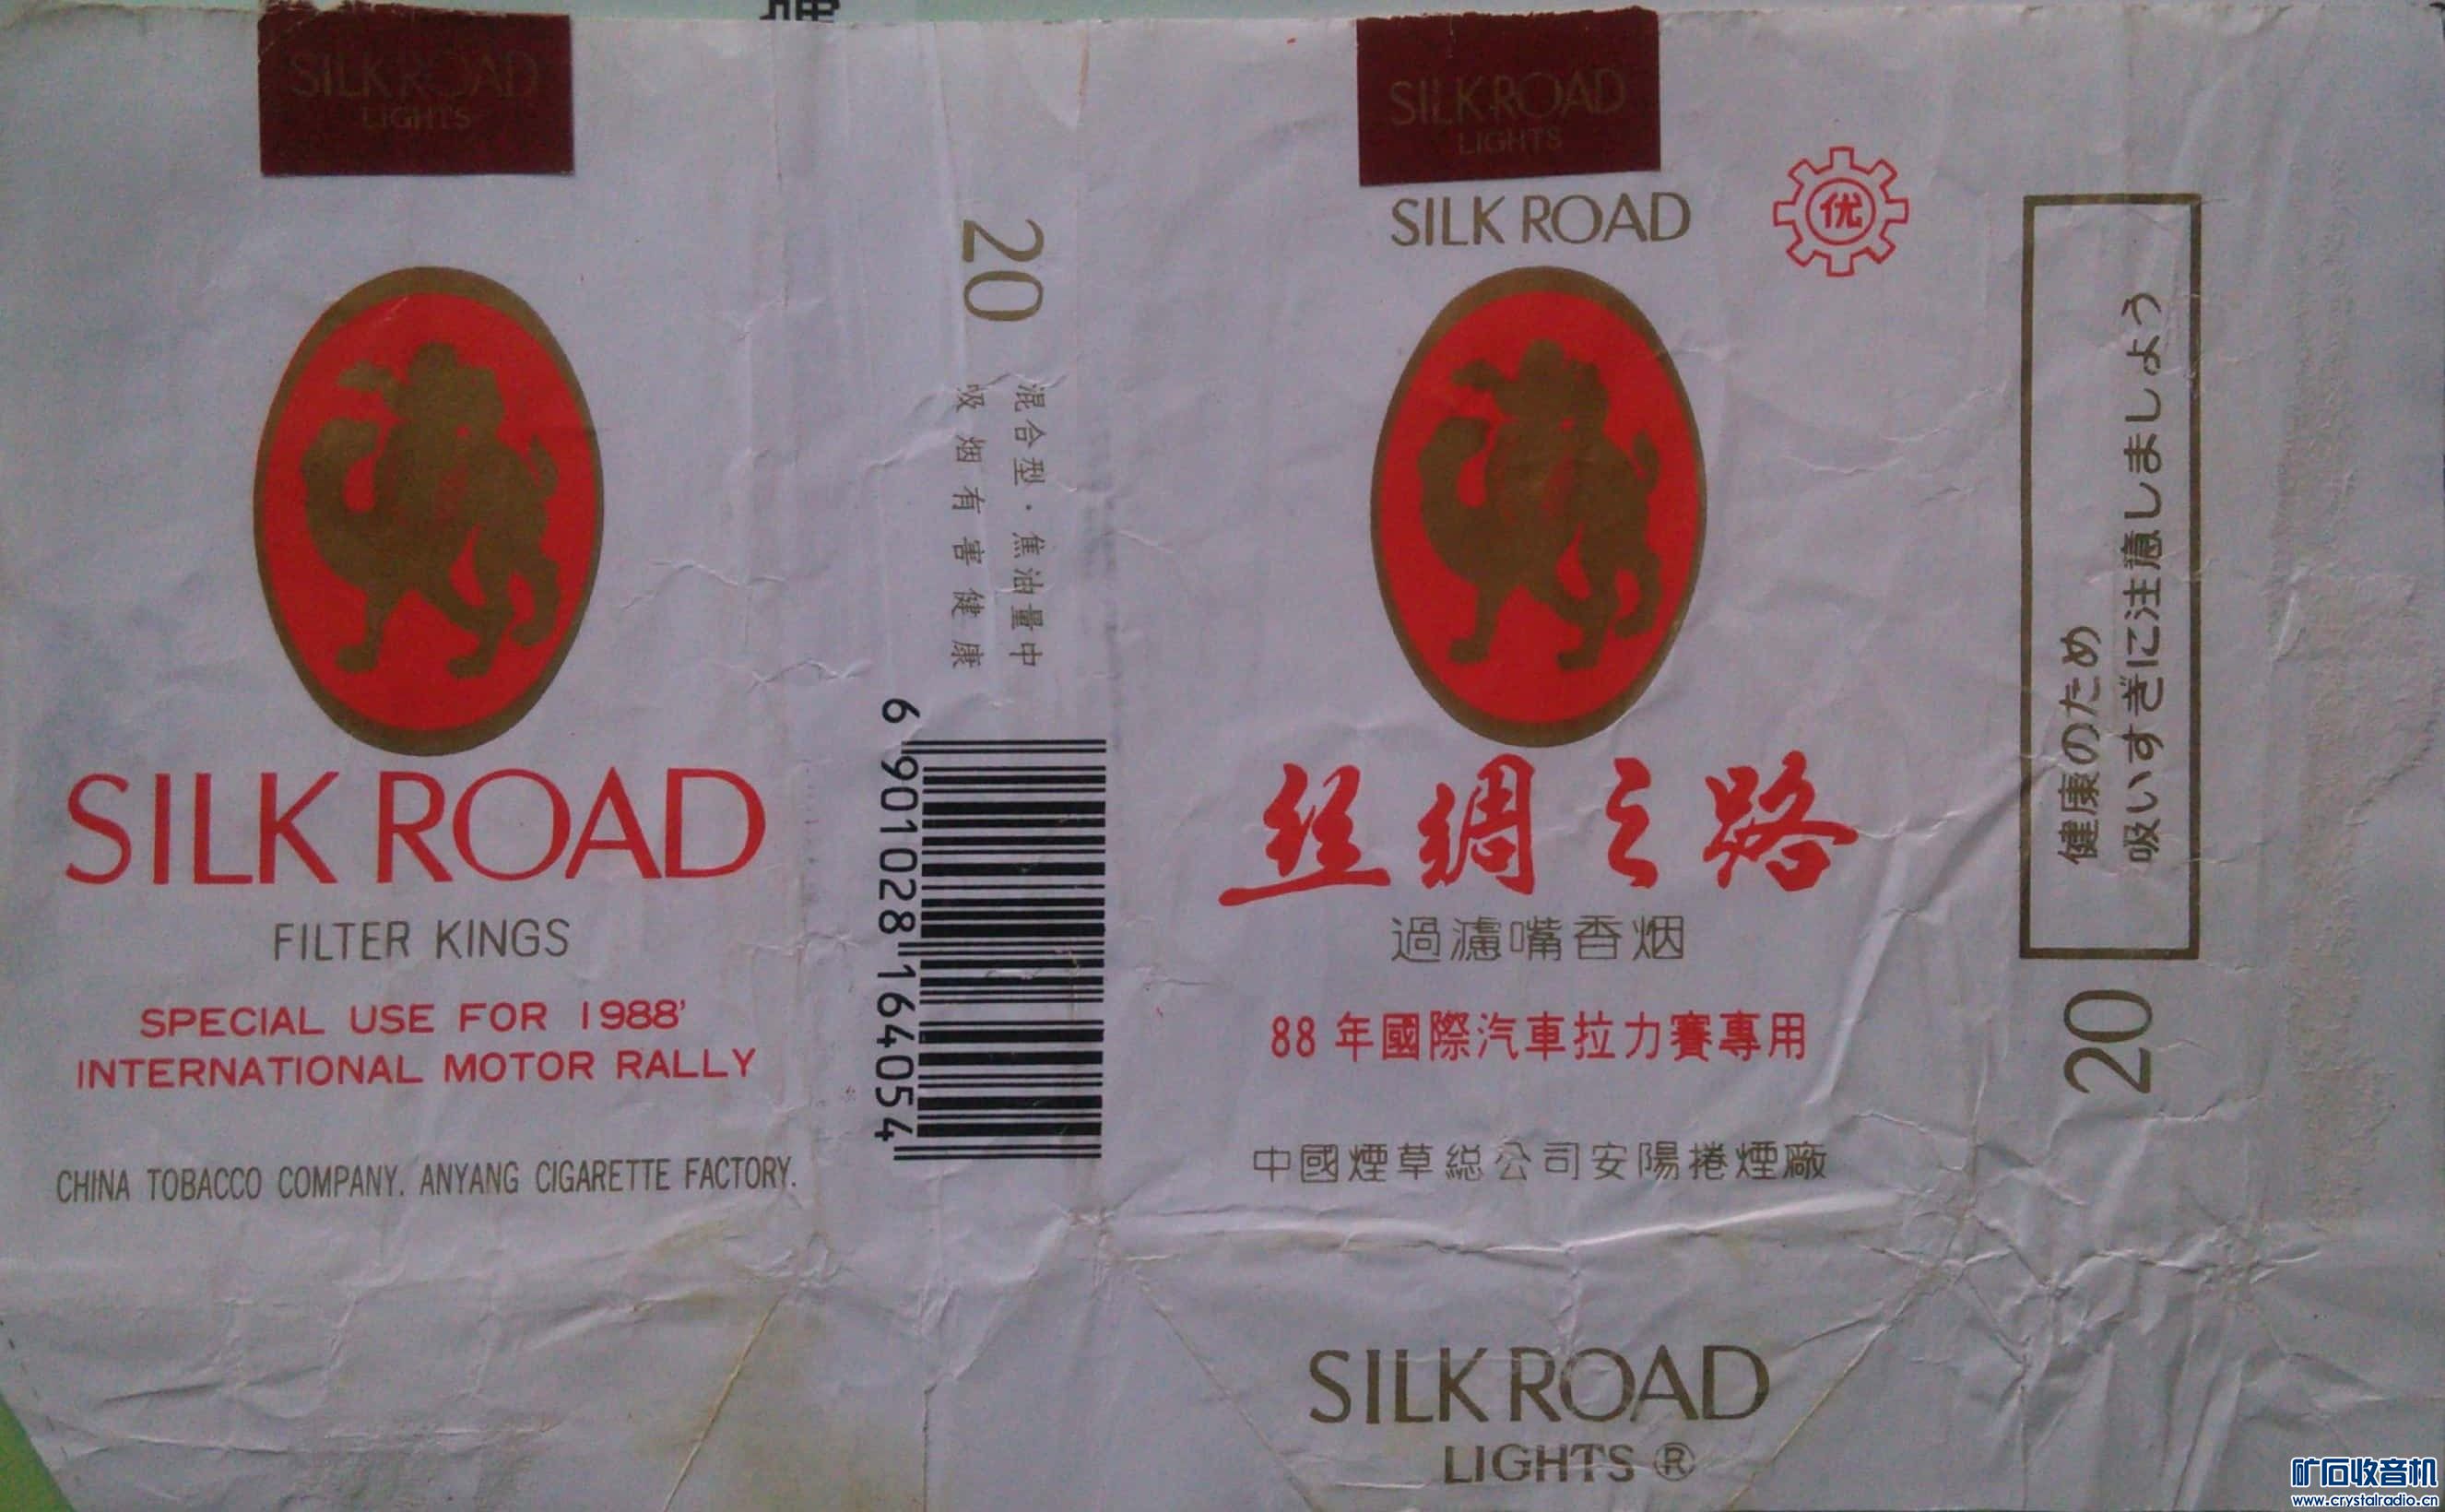 SILK ROAD
LIGHTS
SILK ROAD
FILTER KINGS
SPECIAL USE FOR 1988'
INTERNATIONAL MOTOR RALLY
CHINA TOBACCO COMPANY. ANYANG CIGARETTE FACTORY.
20
混合型·焦油量中
吸烟有害健康
6 901028 164054
SILK ROAD
LIGHTS
SILK ROAD
优
丝绸之路
過濾嘴香烟
88年國際汽車拉力賽專用
中國煙草総公司安陽捲煙廠
SILK ROAD
LIGHTS ®
健康のため
吸いすぎに注意しましょう
20
矿石收音机
www.crystalradio.cn